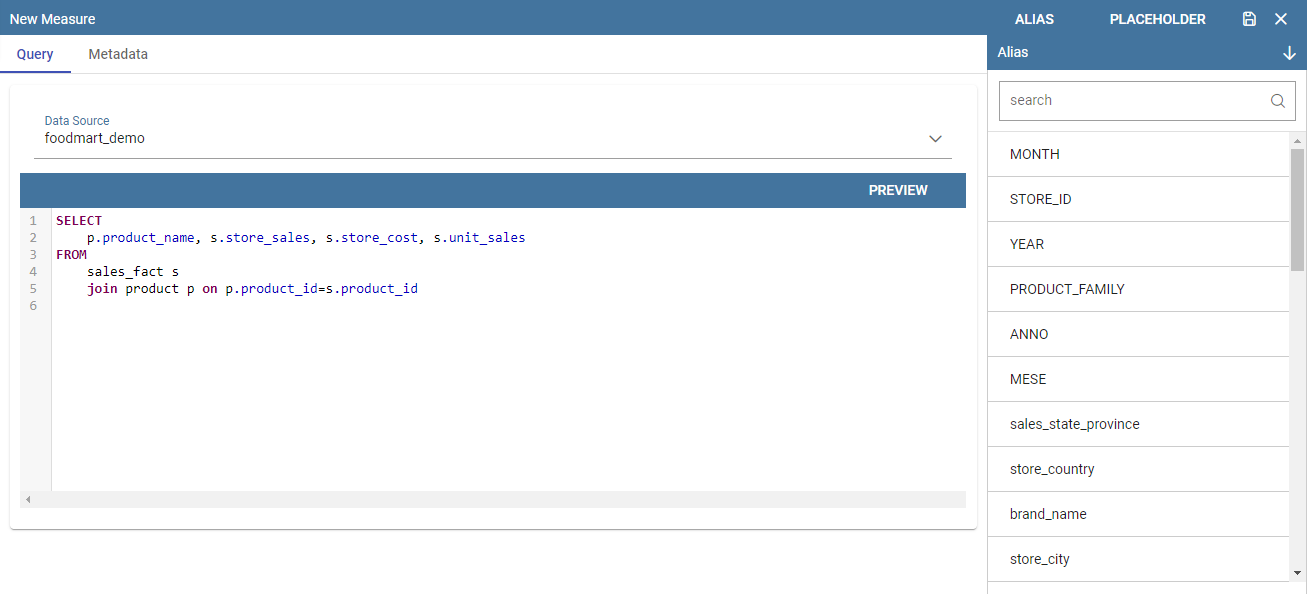 New Measure
ALIAS
PLACEHOLDER
Query
Metadata
Alias
search
Data Source
foodmart_demo
PREVIEW
1 SELECT
2 p.product_name, s.store_sales, s.store_cost, s.unit_sales
3 FROM
4 sales_fact s
5 join product p on p.product_id=s.product_id
6
MONTH
STORE_ID
YEAR
PRODUCT_FAMILY
ANNO
MESE
sales_state_province
store_country
brand_name
store_city